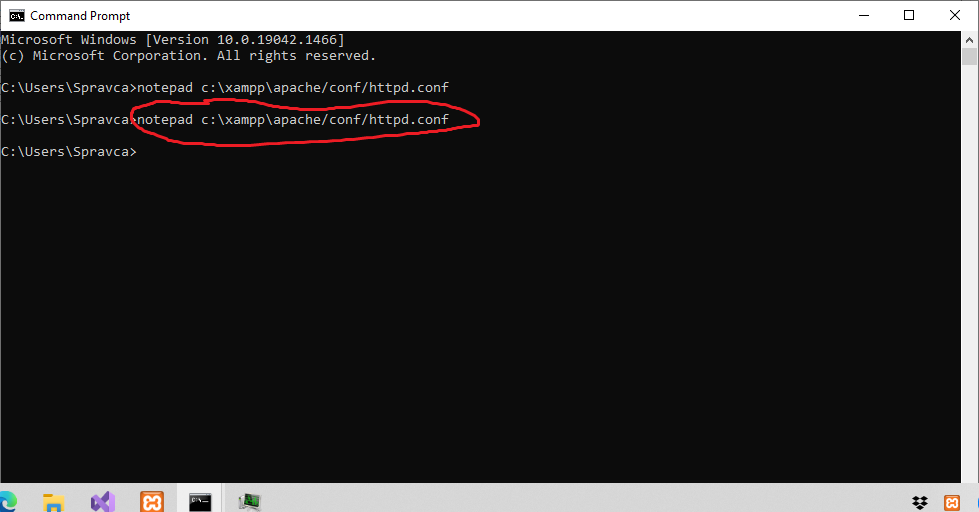 Command Prompt
Microsoft Windows [Version 10.0.19042.1466]
(c) Microsoft Corporation. All rights reserved.
C:\Users\Spravca>notepad c:\xampp\apache/conf/httpd.conf
C:\Users\Spravca>notepad c:\xampp\apache/conf/httpd.conf
C:\Users\Spravca>